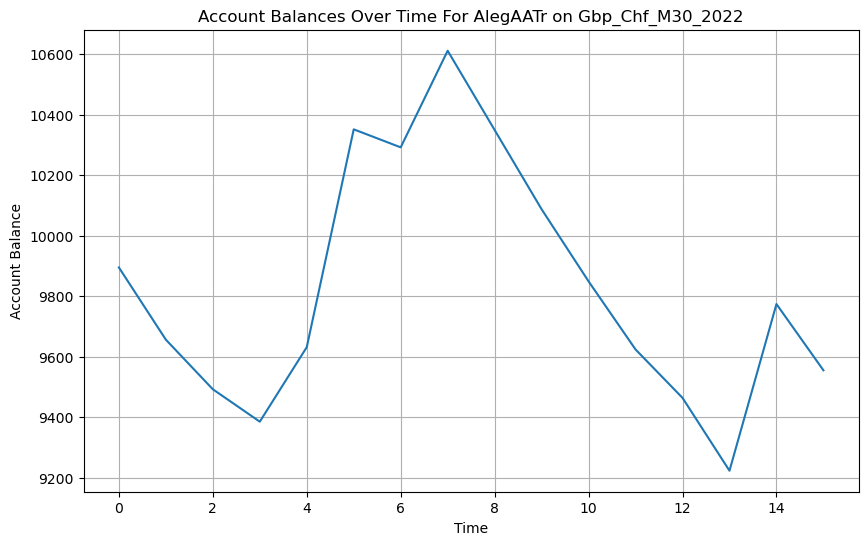 Account Balances Over Time For AlegAATr on Gbp_Chf_M30_2022
10600
10400
10200
10000
9800
9600
9400
9200
Account Balance
0 2 4 6 8 10 12 14
Time